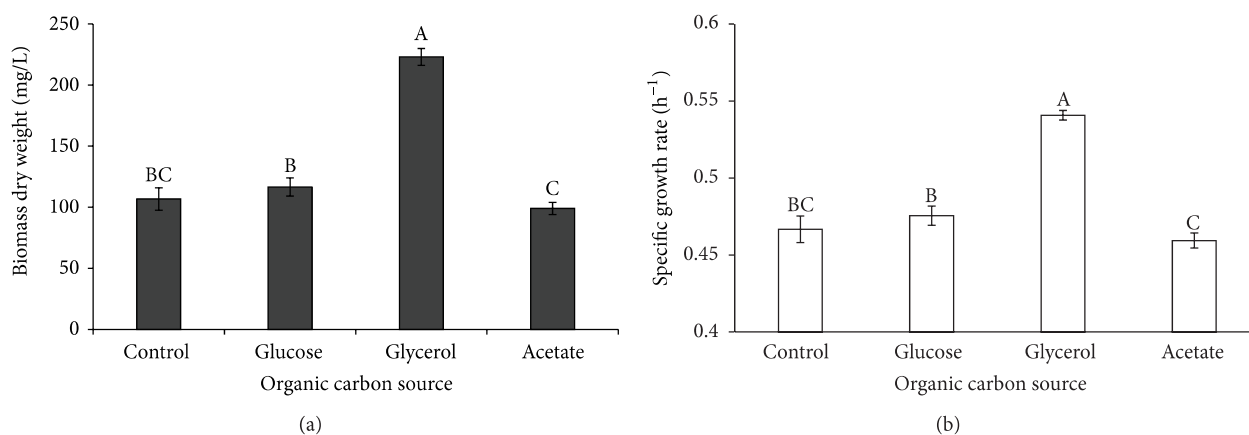 Biomass dry weight (mg/L)
250
200
150
100
50
0
BC
B
A
C
Control Glucose Glycerol Acetate
Organic carbon source
(a)
Specific growth rate (h⁻¹)
0.6
0.55
0.5
0.45
0.4
BC
B
A
C
Control Glucose Glycerol Acetate
Organic carbon source
(b)